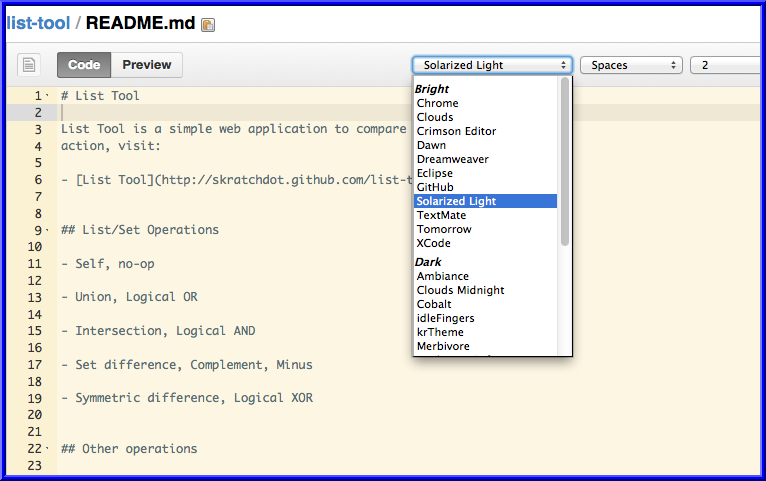 list-tool / README.md
Code Preview Solarized Light Spaces 2
Bright
Chrome
Clouds
Crimson Editor
Dawn
Dreamweaver
Eclipse
GitHub
Solarized Light
TextMate
Tomorrow
XCode
Dark
Ambiance
Clouds Midnight
Cobalt
idleFingers
krTheme
Merbivore
1 # List Tool
2
3 List Tool is a simple web application to compare
4 action, visit:
5
6 - [List Tool](http://skratchdot.github.com/list-t
7
8
9 ## List/Set Operations
10
11 - Self, no-op
12
13 - Union, Logical OR
14
15 - Intersection, Logical AND
16
17 - Set difference, Complement, Minus
18
19 - Symmetric difference, Logical XOR
20
21
22 ## Other operations
23